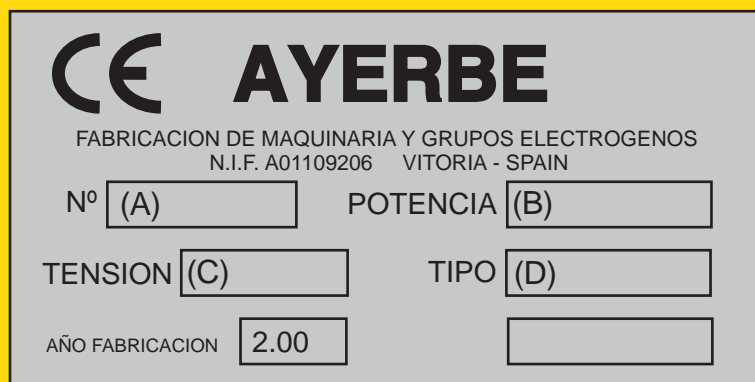 CE AYERBE
FABRICACION DE MAQUINARIA Y GRUPOS ELECTROGENOS
N.I.F. A01109206 VITORIA - SPAIN
Nº (A) POTENCIA (B)
TENSION (C) TIPO (D)
AÑO FABRICACION 2.00